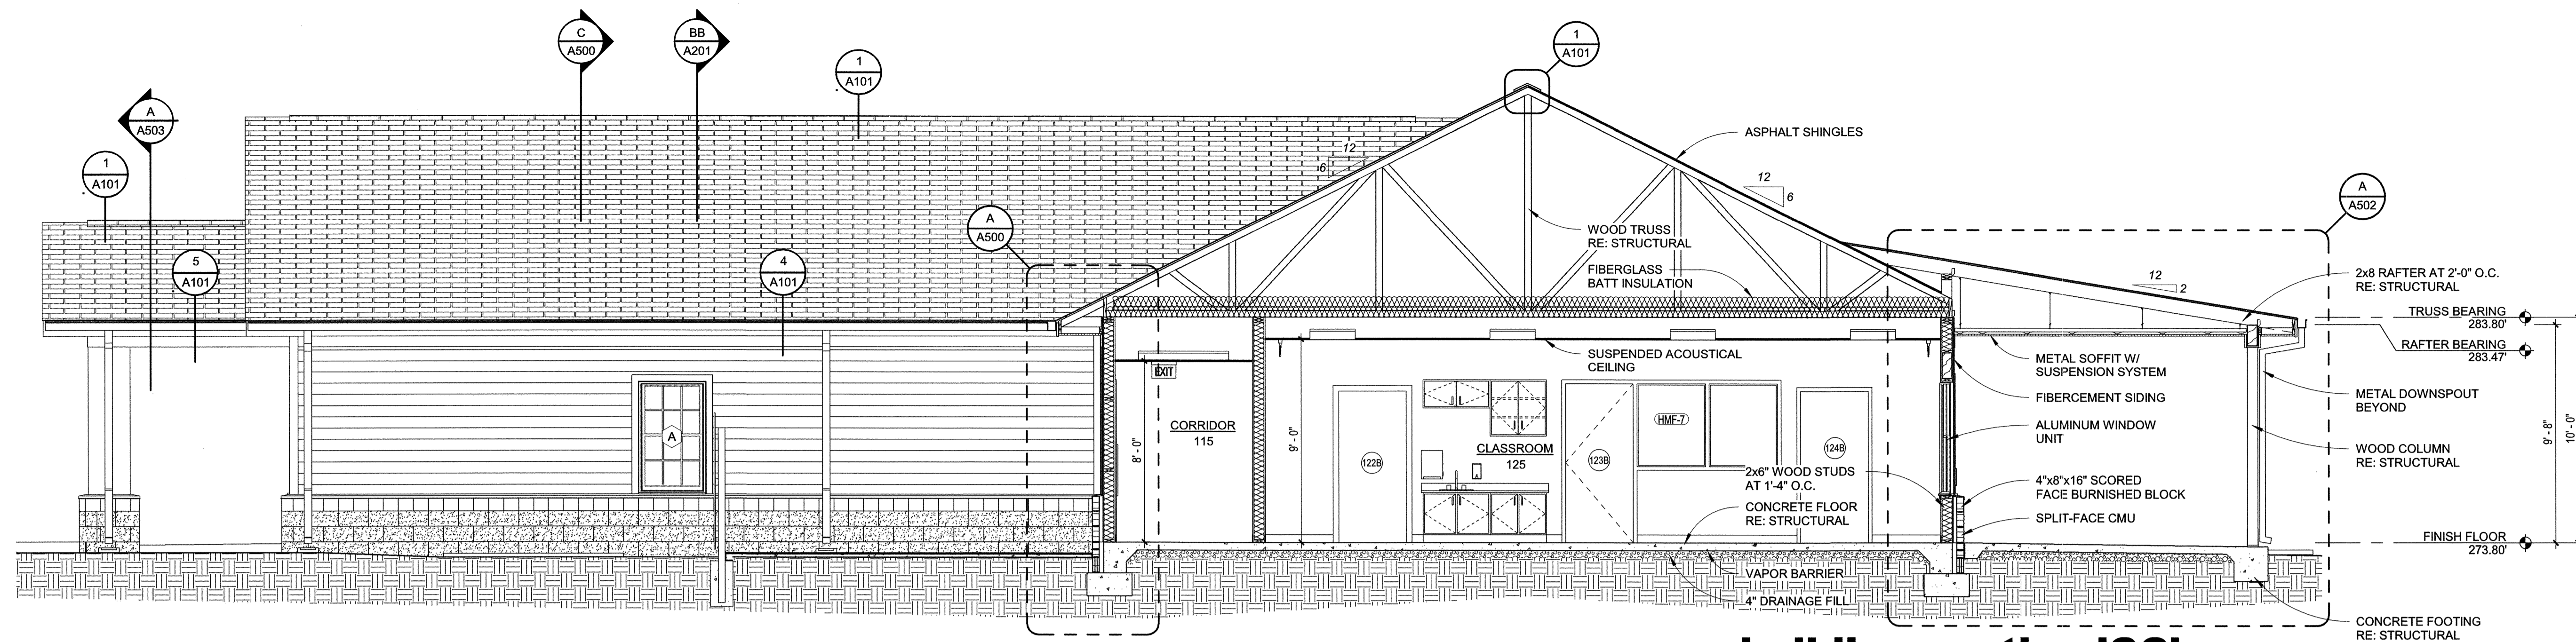 C
A500
BB
A201
1
A101
1
A101
A
A503
1
A101
5
A101
A
A500
4
A101
A
A502
12
6
12
6
12
2
ASPHALT SHINGLES
WOOD TRUSS
RE: STRUCTURAL
FIBERGLASS
BATT INSULATION
2x8 RAFTER AT 2'-0" O.C.
RE: STRUCTURAL
TRUSS BEARING
283.80'
RAFTER BEARING
283.47'
SUSPENDED ACOUSTICAL
CEILING
METAL SOFFIT W/
SUSPENSION SYSTEM
FIBERCEMENT SIDING
METAL DOWNSPOUT
BEYOND
ALUMINUM WINDOW
UNIT
WOOD COLUMN
RE: STRUCTURAL
EXIT
CORRIDOR
115
8' - 0"
9' - 0"
A
HMF-7
CLASSROOM
125
122B
123B
124B
2x6" WOOD STUDS
AT 1'-4" O.C.
4"x8"x16" SCORED
FACE BURNISHED BLOCK
CONCRETE FLOOR
RE: STRUCTURAL
SPLIT-FACE CMU
9' - 8"
10' - 0"
FINISH FLOOR
273.80'
VAPOR BARRIER
4" DRAINAGE FILL
CONCRETE FOOTING
RE: STRUCTURAL